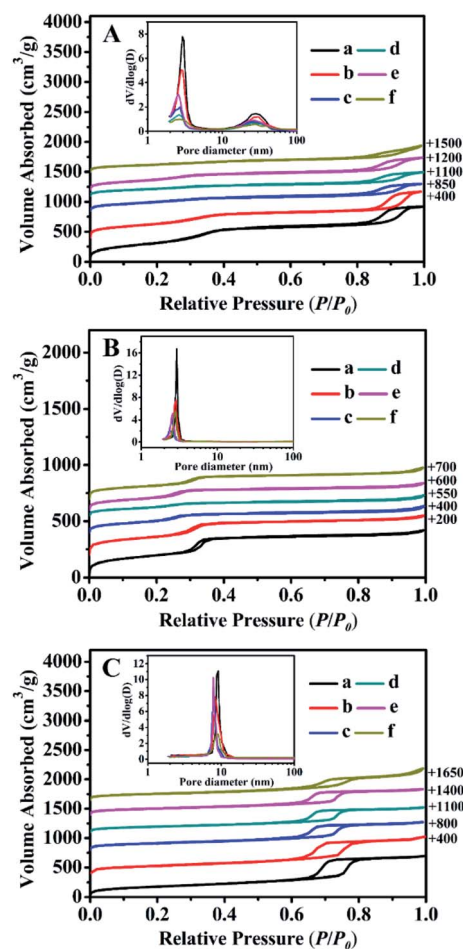 A
4000
3500
3000
2500
2000
1500
1000
500
0
Volume Absorbed (cm³/g)
8
6
4
2
0
dV/dlog(D)
1 10 100
Pore diameter (nm)
a d
b e
c f
+1500
+1200
+1100
+850
+400
0.0 0.2 0.4 0.6 0.8 1.0
Relative Pressure (P/P₀)
B
2000
1500
1000
500
0
Volume Absorbed (cm³/g)
16
12
8
4
0
dV/dlog(D)
1 10 100
Pore diameter (nm)
a d
b e
c f
+700
+600
+550
+400
+200
0.0 0.2 0.4 0.6 0.8 1.0
Relative Pressure (P/P₀)
C
4000
3500
3000
2500
2000
1500
1000
500
0
Volume Absorbed (cm³/g)
12
10
8
6
4
2
0
dV/dlog(D)
1 10 100
Pore diameter (nm)
a d
b e
c f
+1650
+1400
+1100
+800
+400
0.0 0.2 0.4 0.6 0.8 1.0
Relative Pressure (P/P₀)